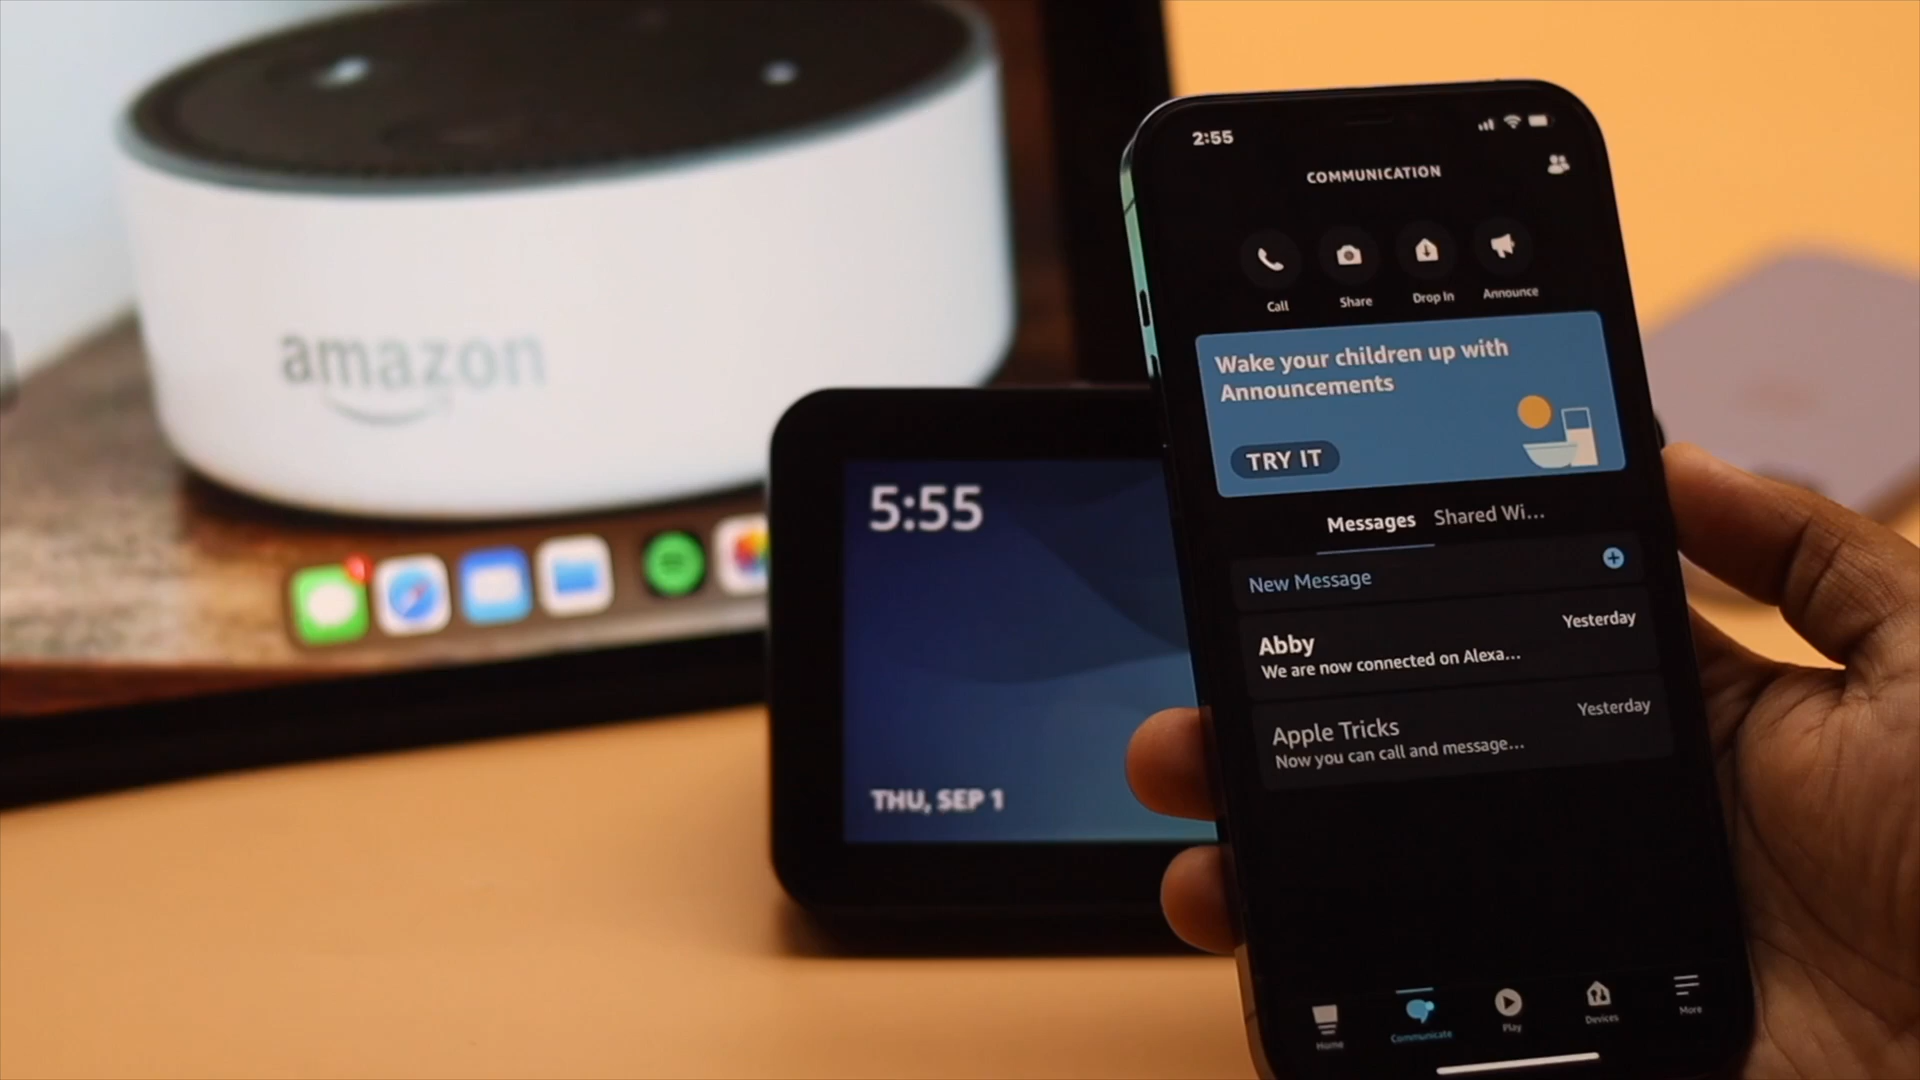 amazon
5:55
THU, SEP 1
2:55
COMMUNICATION
Call
Share
Drop In
Announce
Wake your children up with
Announcements
TRY IT
Messages
Shared Wi...
New Message
Abby
Yesterday
We are now connected on Alexa...
Apple Tricks
Yesterday
Now you can call and message...
Home
Communicate
Play
Devices
More